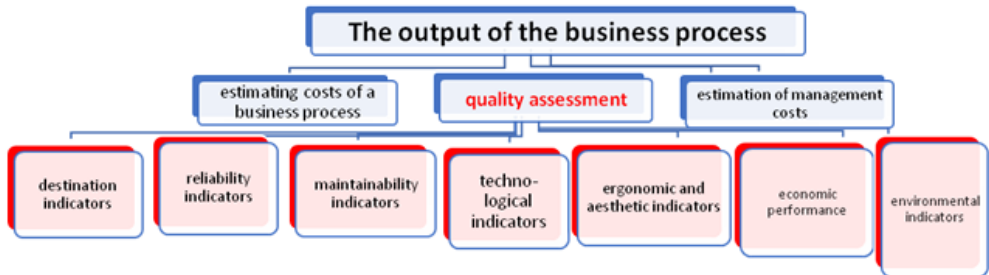 The output of the business process
estimating costs of a
business process
quality assessment
estimation of management
costs
destination
indicators
reliability
indicators
maintainability
indicators
techno-
logical
indicators
ergonomic and
aesthetic indicators
economic
performance
environmental
indicators